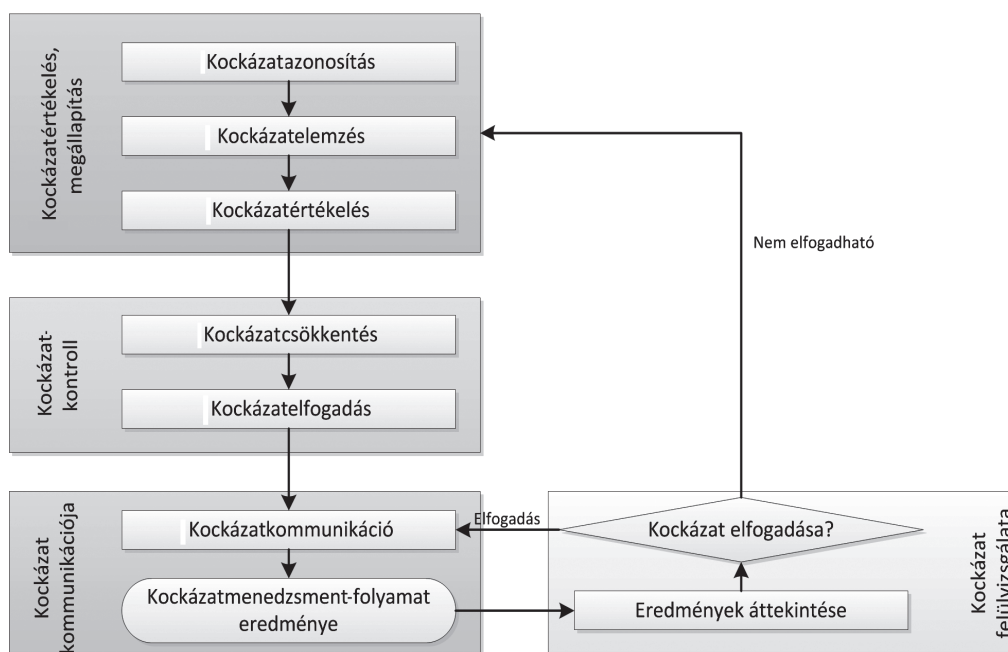 Kockázatértékelés,
megállapítás
Kockázatazonosítás
Kockázatelemzés
Kockázatértékelés
Nem elfogadható
Kockázat-
kontroll
Kockázatcsökkentés
Kockázatelfogadás
Kockázat
kommunikációja
Kockázatkommunikáció
Elfogadás
Kockázat elfogadása?
Kockázatmenedzsment-folyamat
eredménye
Eredmények áttekintése
Kockázat
felülvizsgálata